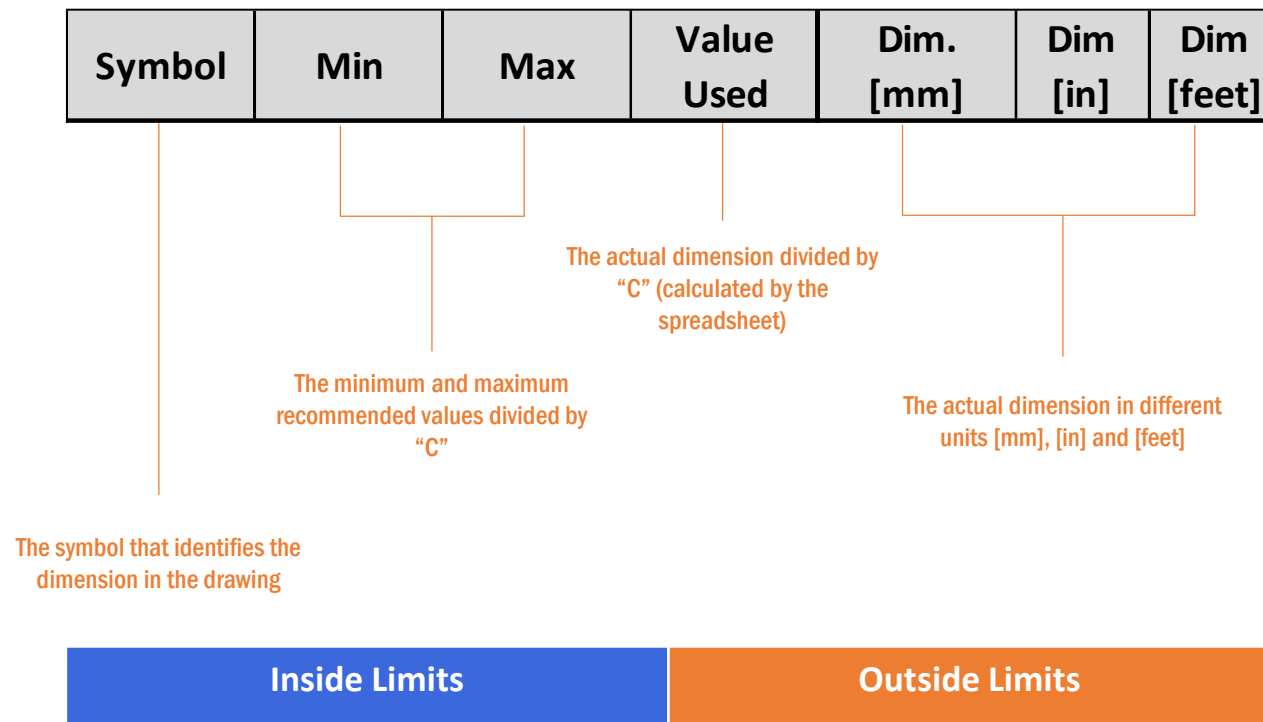 Symbol Min Max Value Used Dim. [mm] Dim [in] Dim [feet]
The actual dimension divided by
“C” (calculated by the
spreadsheet)
The minimum and maximum
recommended values divided by
“C”
The actual dimension in different
units [mm], [in] and [feet]
The symbol that identifies the
dimension in the drawing
Inside Limits Outside Limits